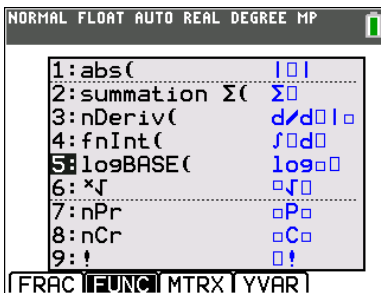 NORMAL FLOAT AUTO REAL DEGREE MP
1:abs( |□|
2:summation Σ( Σ□
3:nDeriv( d/d□|□
4:fnInt( ∫□d□
5:logBASE( log□□
6:ˣ√ □√□
7:nPr □P□
8:nCr □C□
9:! □!
FRAC FUNC MTRX YVAR